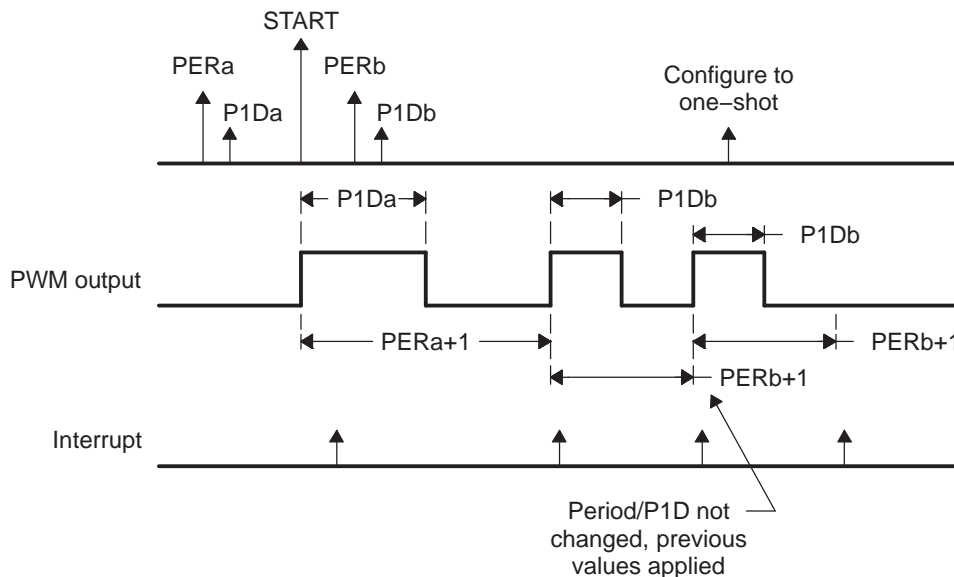 START
PERa
PERb
P1Da
P1Db
Configure to
one−shot
P1Da
P1Db
P1Db
PWM output
PERa+1
PERb+1
PERb+1
Interrupt
Period/P1D not
changed, previous
values applied